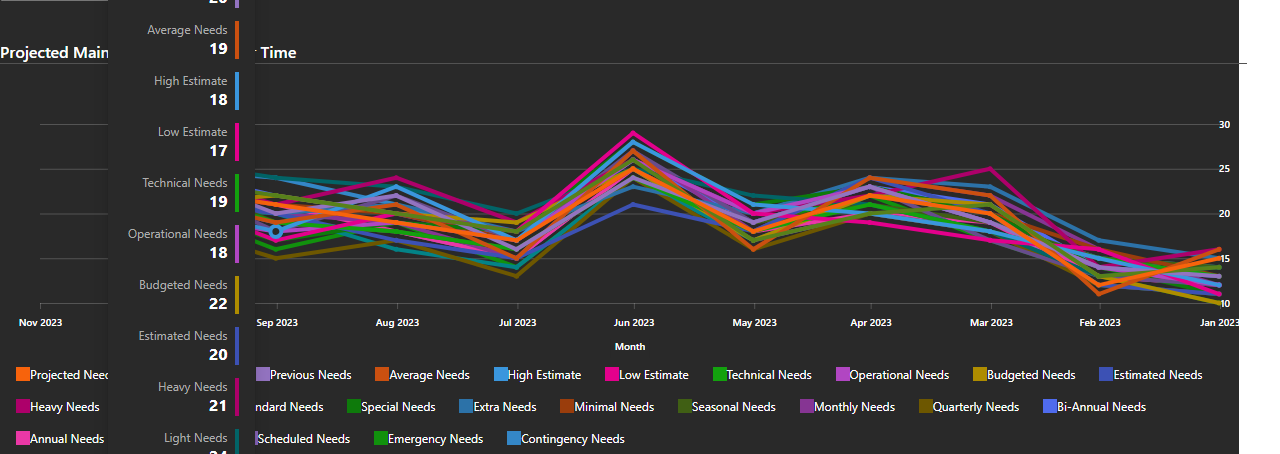 Average Needs
19
Projected Main
Time
High Estimate
18
Low Estimate
17
Technical Needs
19
Operational Needs
18
Budgeted Needs
22
Estimated Needs
20
Heavy Needs
21
Light Needs
30
25
20
15
10
Nov 2023
Sep 2023
Aug 2023
Jul 2023
Jun 2023
May 2023
Apr 2023
Mar 2023
Feb 2023
Jan 2023
Month
Projected Need
Previous Needs
Average Needs
High Estimate
Low Estimate
Technical Needs
Operational Needs
Budgeted Needs
Estimated Needs
Heavy Needs
ndard Needs
Special Needs
Extra Needs
Minimal Needs
Seasonal Needs
Monthly Needs
Quarterly Needs
Bi-Annual Needs
Annual Needs
Scheduled Needs
Emergency Needs
Contingency Needs